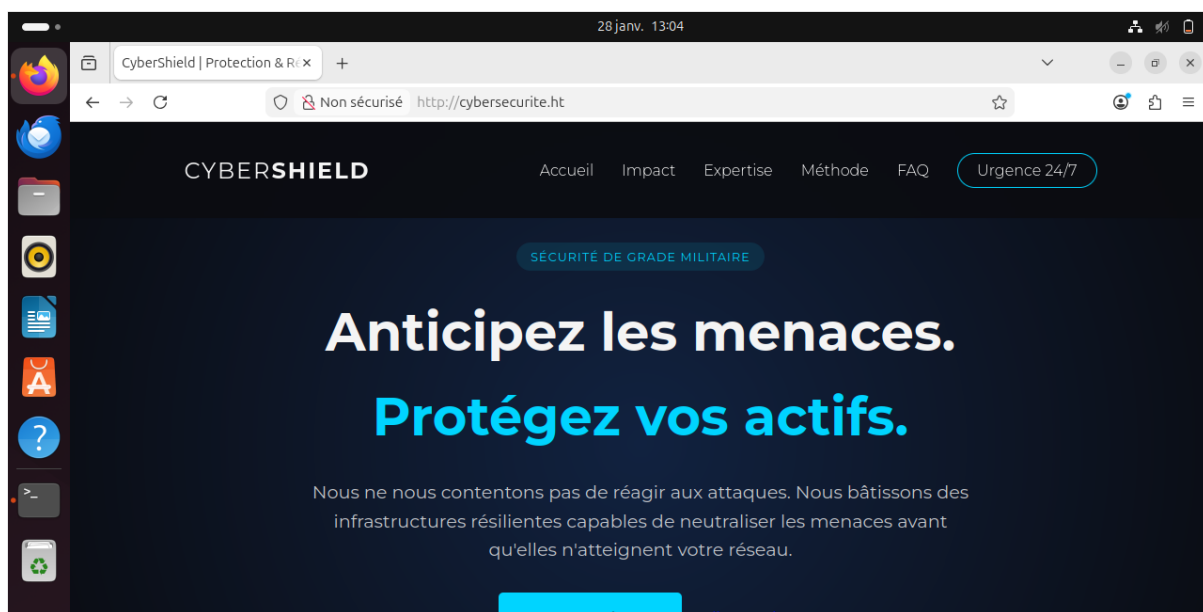 28 janv. 13:04
CyberShield | Protection & Ré
Non sécurisé http://cybersecurite.ht
CYBERSHIELD Accueil Impact Expertise Méthode FAQ Urgence 24/7
SÉCURITÉ DE GRADE MILITAIRE
Anticipez les menaces.
Protégez vos actifs.
Nous ne nous contentons pas de réagir aux attaques. Nous bâtissons des
infrastructures résilientes capables de neutraliser les menaces avant
qu'elles n'atteignent votre réseau.